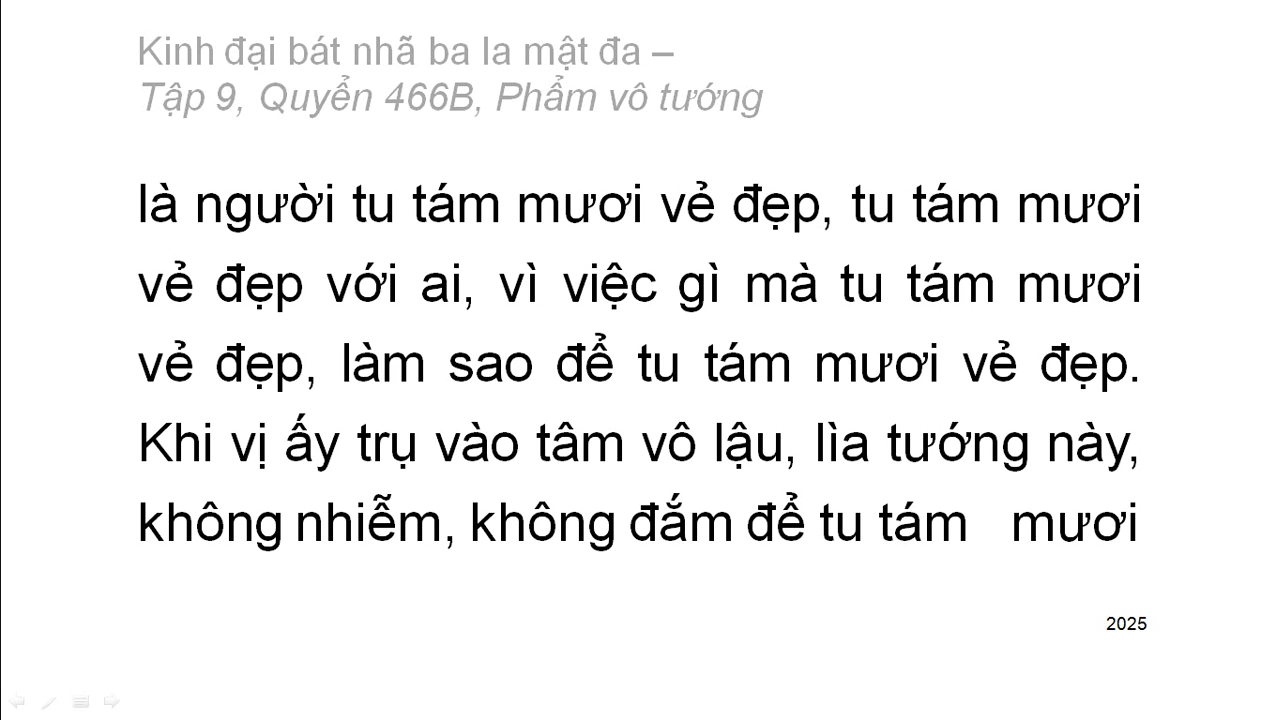 Kinh đại bát nhã ba la mật đa –
Tập 9, Quyển 466B, Phẩm vô tướng
là người tu tám mươi vẻ đẹp, tu tám mươi
vẻ đẹp với ai, vì việc gì mà tu tám mươi
vẻ đẹp, làm sao để tu tám mươi vẻ đẹp.
Khi vị ấy trụ vào tâm vô lậu, lìa tướng này,
không nhiễm, không đắm để tu tám mươi
2025